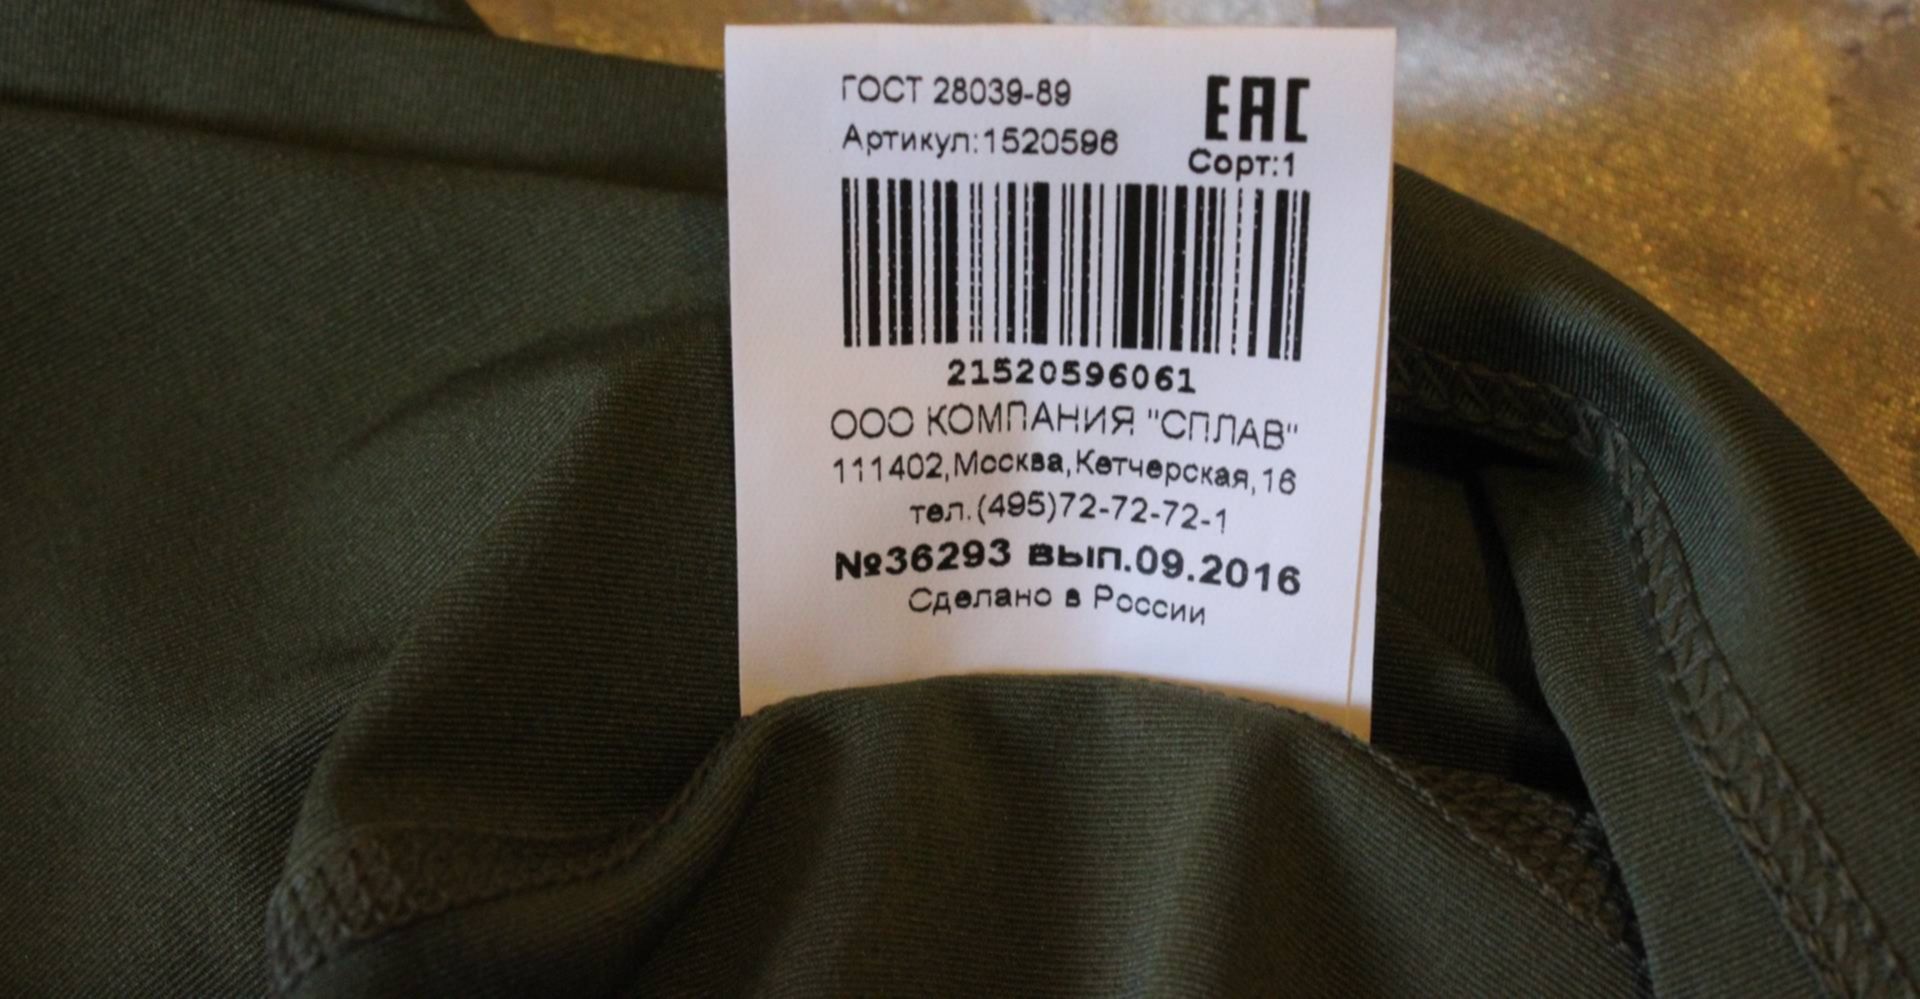 ГОСТ 28039-89
EAC
Артикул:1520596
Сорт:1
21520596061
ООО КОМПАНИЯ "СПЛАВ"
111402,Москва,Кетчерская,16
тел.(495)72-72-72-1
№36293 вып.09.2016
Сделано в России